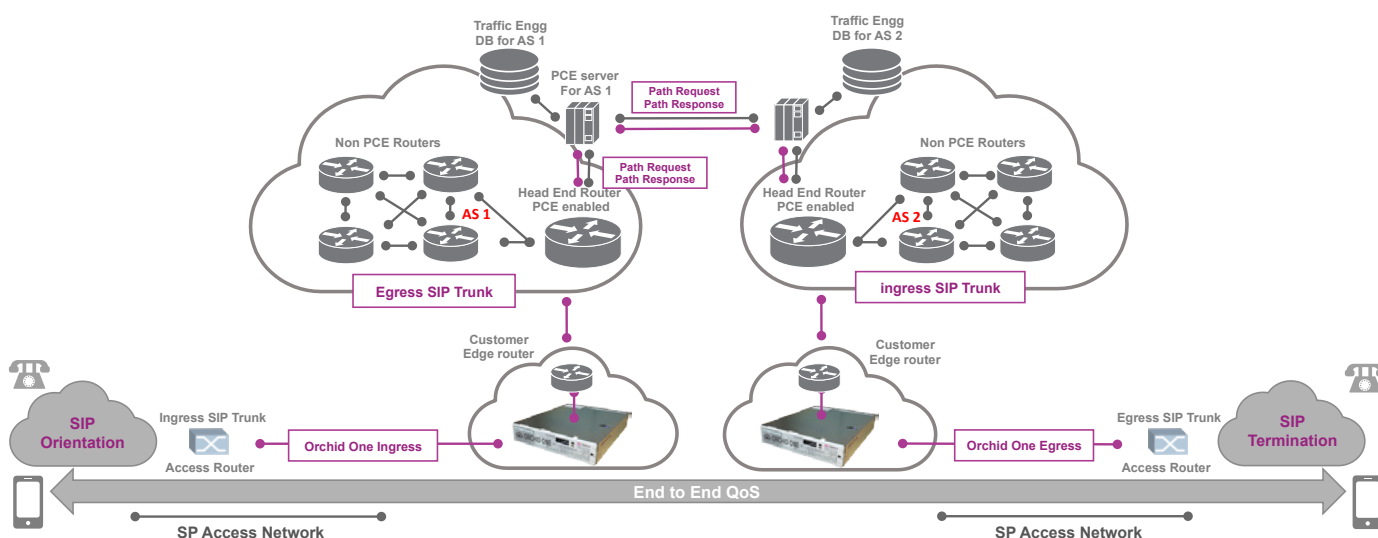 Traffic Engg
DB for AS 1
Traffic Engg
DB for AS 2
PCE server
For AS 1
Path Request
Path Response
Non PCE Routers
Non PCE Routers
Path Request
Path Response
Head End Router
PCE enabled
Head End Router
PCE enabled
AS 1
AS 2
Egress SIP Trunk
ingress SIP Trunk
Customer
Edge router
Customer
Edge router
SIP
Orientation
Ingress SIP Trunk
Access Router
Orchid One Ingress
ORCHID ONE
ORCHID ONE
Orchid One Egress
Egress SIP Trunk
Access Router
SIP
Termination
End to End QoS
SP Access Network
SP Access Network